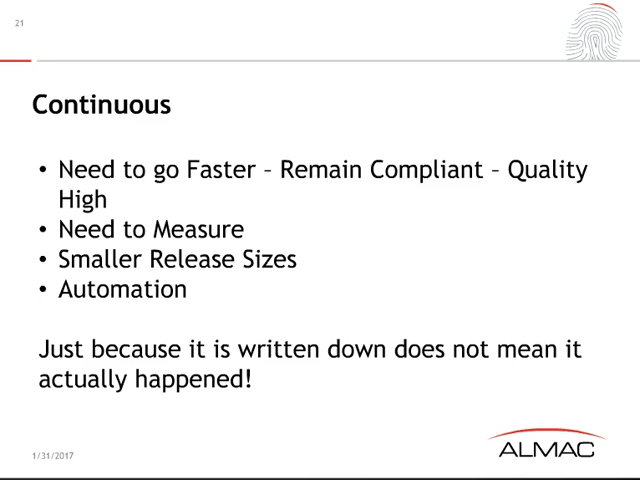 21
Continuous
• Need to go Faster – Remain Compliant – Quality
High
• Need to Measure
• Smaller Release Sizes
• Automation
Just because it is written down does not mean it
actually happened!
1/31/2017
ALMAC